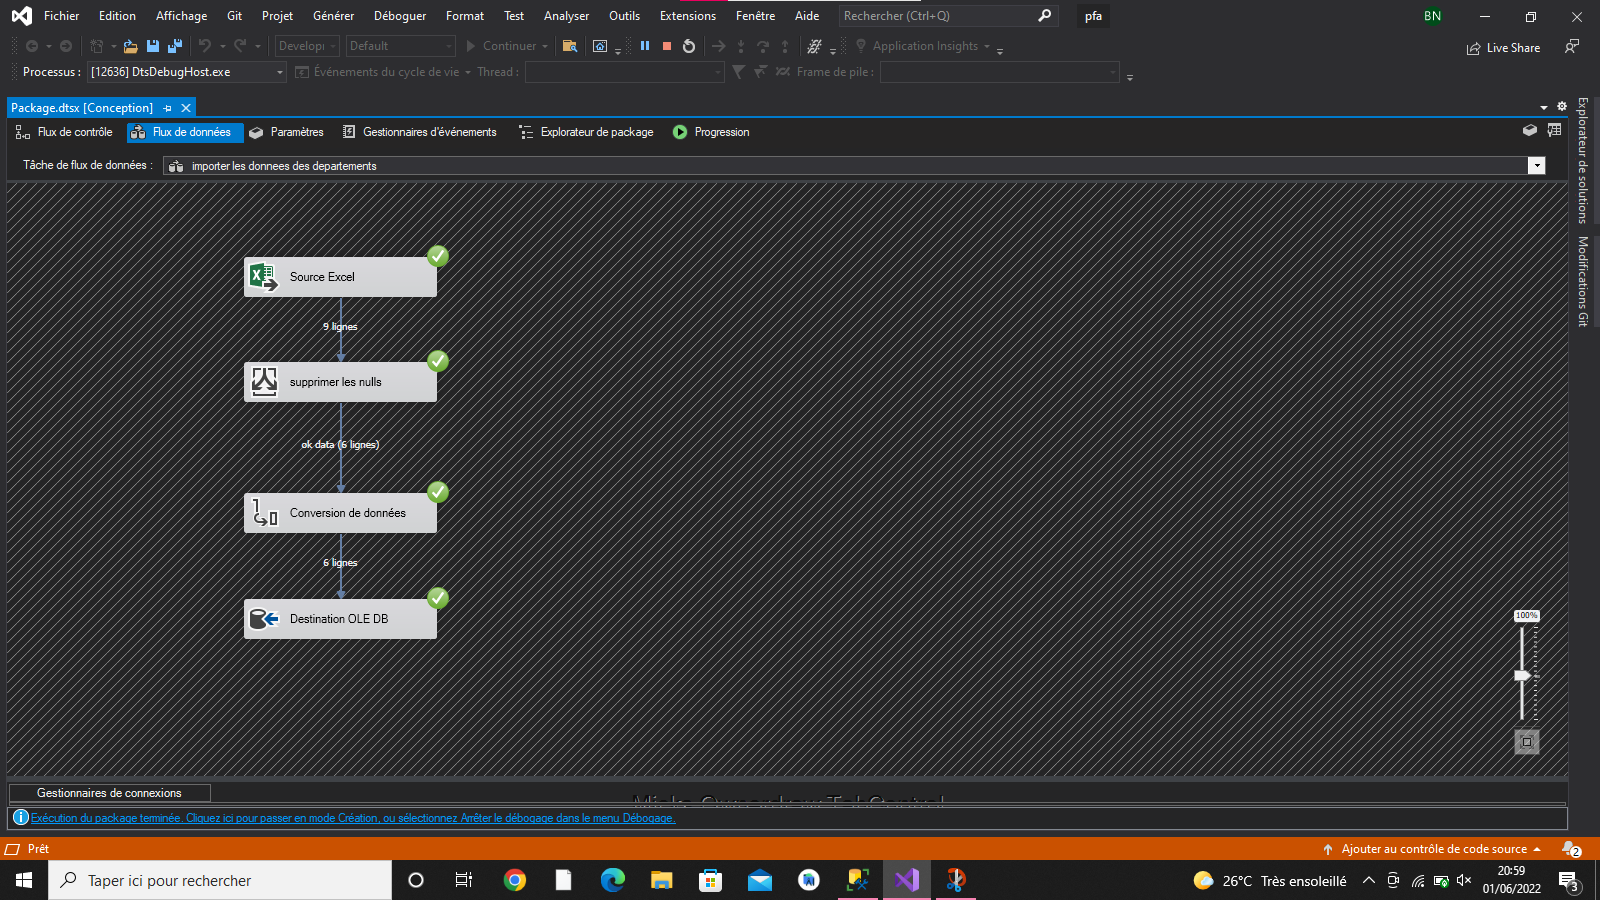 Fichier Edition Affichage Git Projet Générer Déboguer Format Test Analyser Outils Extensions Fenêtre Aide Rechercher (Ctrl+Q) pfa BN
Developi Default Continuer Application Insights Live Share
Processus : [12636] DtsDebugHost.exe Événements du cycle de vie Thread : Frame de pile :
Package.dtsx [Conception]
Flux de contrôle Flux de données Paramètres Gestionnaires d'événements Explorateur de package Progression
Tâche de flux de données : importer les donnees des departements
Explorateur de solutions
Modifications Git
Source Excel
9 lignes
supprimer les nulls
ok data (6 lignes)
Conversion de données
6 lignes
Destination OLE DB
100%
Gestionnaires de connexions
Exécution du package terminée. Cliquez ici pour passer en mode Création, ou sélectionnez Arrêter le débogage dans le menu Débogage.
Prêt Ajouter au contrôle de code source 2
Taper ici pour rechercher 26°C Très ensoleillé 20:59
01/06/2022 3